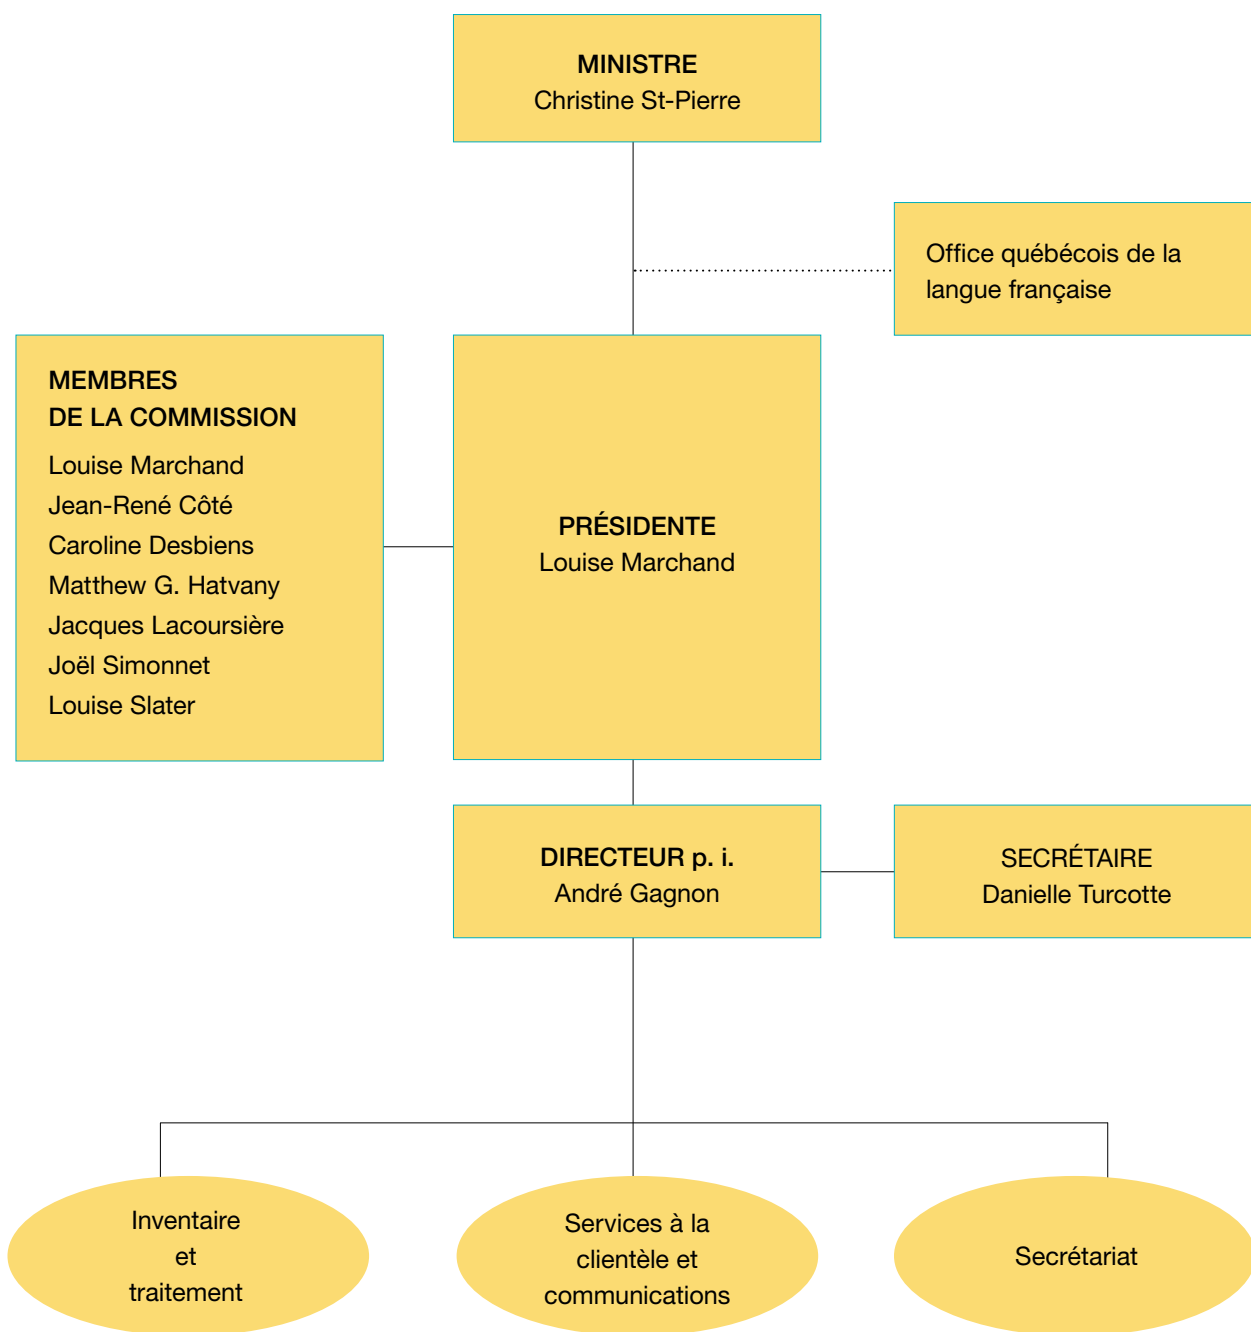 MINISTRE
Christine St-Pierre
Office québécois de la
langue française
MEMBRES
DE LA COMMISSION
Louise Marchand
Jean-René Côté
Caroline Desbiens
Matthew G. Hatvany
Jacques Lacoursière
Joël Simonnet
Louise Slater
PRÉSIDENTE
Louise Marchand
DIRECTEUR p. i.
André Gagnon
SECRÉTAIRE
Danielle Turcotte
Inventaire
et
traitement
Services à la
clientèle et
communications
Secrétariat